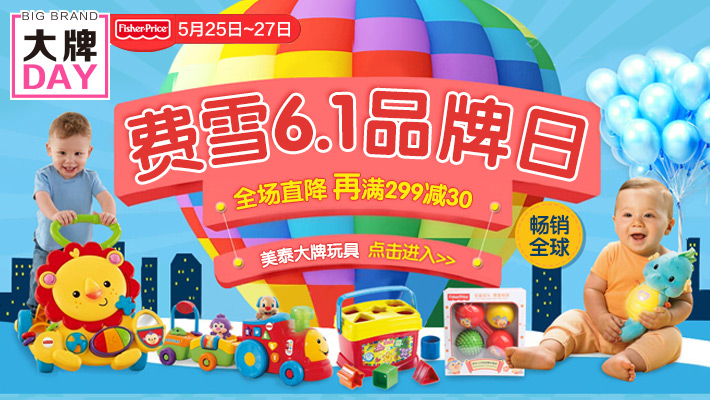 BIG BRAND
大牌
DAY
Fisher-Price
5月25日~27日
费雪6.1品牌日
全场直降 再满299减30
美泰大牌玩具 点击进入>>
畅销
全球
Fisher-Price